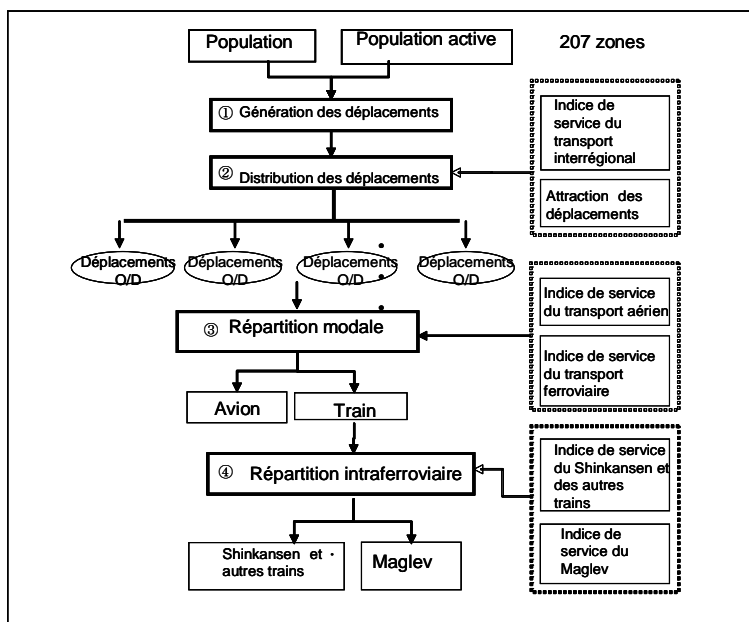 Population
Population active
207 zones
① Génération des déplacements
② Distribution des déplacements
Indice de
service du
transport
interrégional
Attraction des
déplacements
Déplacements
O/D
Déplacements
O/D
Déplacements
O/D
Déplacements
O/D
③ Répartition modale
Indice de service
du transport aérien
Indice de service
du transport
ferroviaire
Avion
Train
④ Répartition intraferroviaire
Indice de service
du Shinkansen et
des autres
trains
Indice de
service du
Maglev
Shinkansen et
autres trains
Maglev